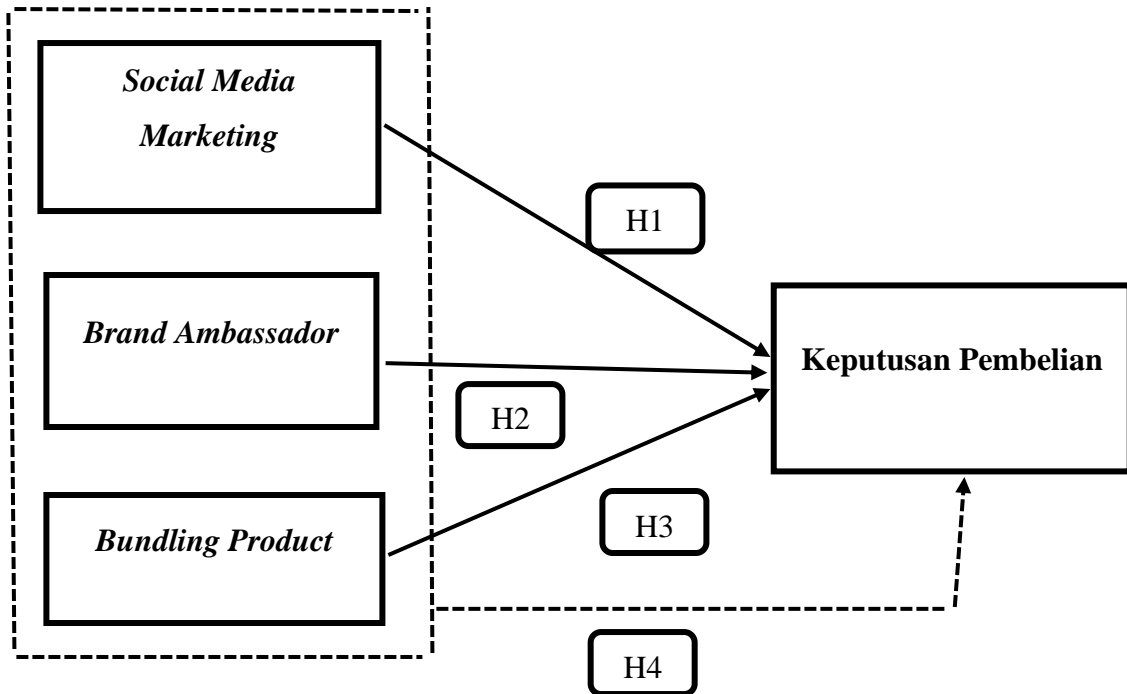 Social Media
Marketing
H1
Brand Ambassador
Keputusan Pembelian
H2
Bundling Product
H3
H4